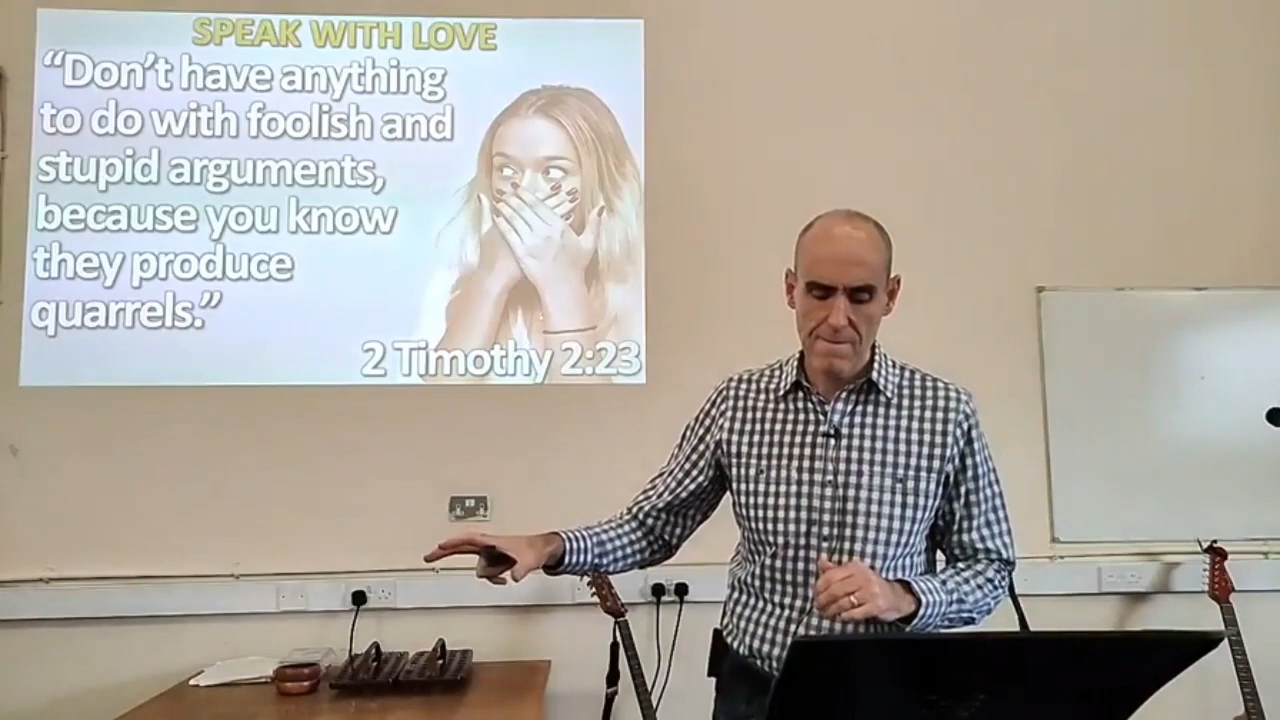 SPEAK WITH LOVE
“Don’t have anything
to do with foolish and
stupid arguments,
because you know
they produce
quarrels.”
2 Timothy 2:23